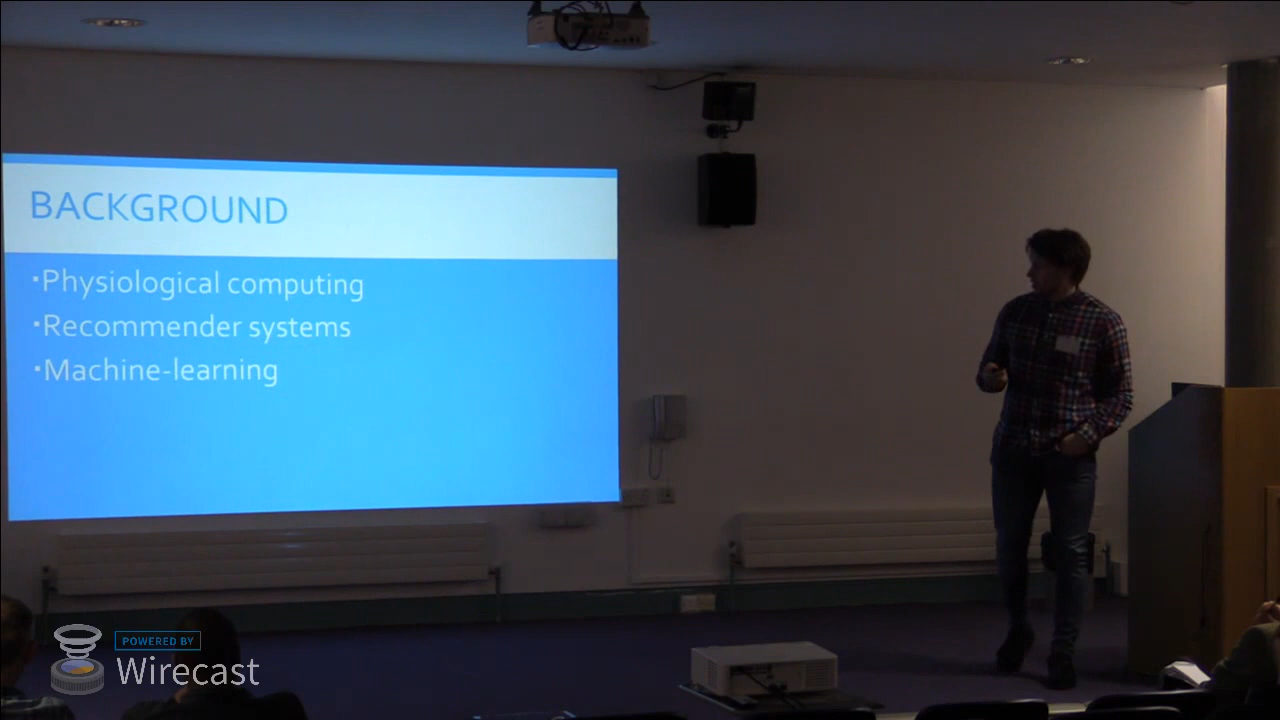 BACKGROUND
·Physiological computing
·Recommender systems
·Machine-learning
POWERED BY
Wirecast